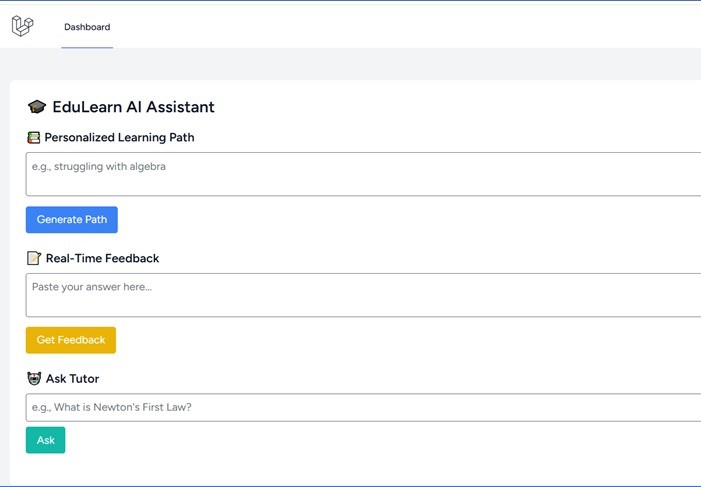 Dashboard
EduLearn AI Assistant
Personalized Learning Path
e.g., struggling with algebra
Generate Path
Real-Time Feedback
Paste your answer here...
Get Feedback
Ask Tutor
e.g., What is Newton's First Law?
Ask